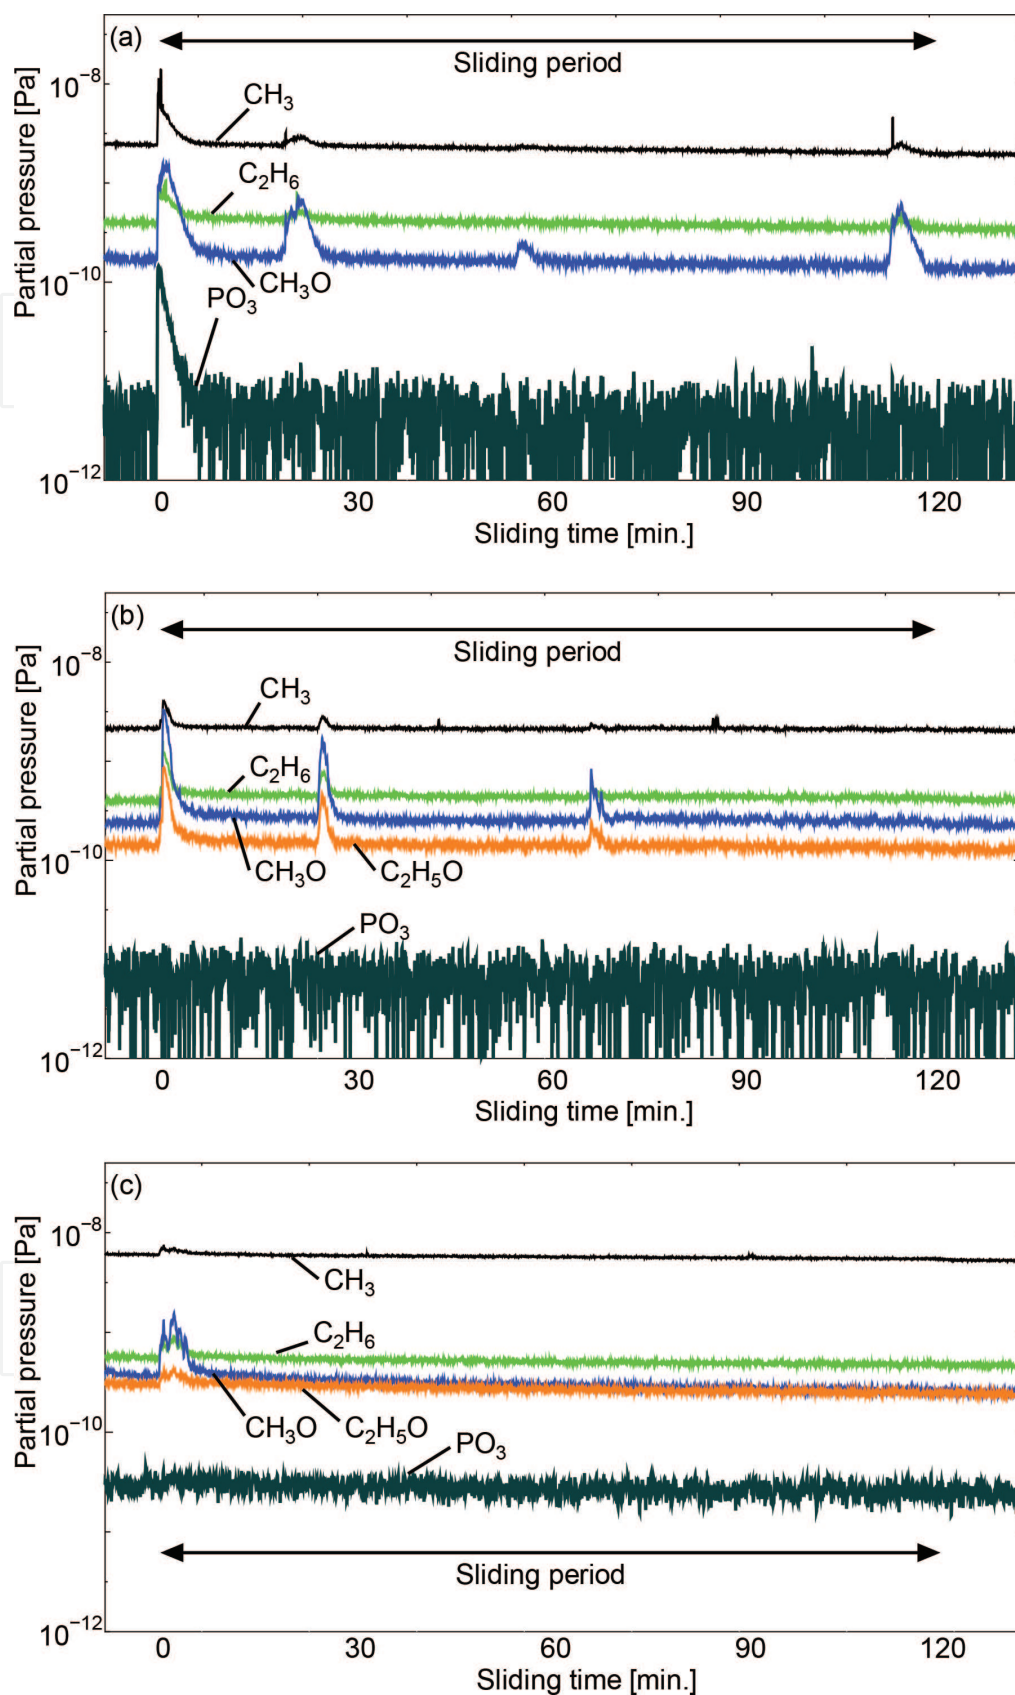 (a)
Sliding period
Partial pressure [Pa]
10⁻⁸
CH₃
C₂H₆
10⁻¹⁰
CH₃O
PO₃
10⁻¹²
0 30 60 90 120
Sliding time [min.]
(b)
Sliding period
Partial pressure [Pa]
10⁻⁸
CH₃
C₂H₆
10⁻¹⁰
CH₃O C₂H₅O
PO₃
10⁻¹²
0 30 60 90 120
Sliding time [min.]
(c)
Partial pressure [Pa]
10⁻⁸
CH₃
C₂H₆
10⁻¹⁰
CH₃O C₂H₅O
PO₃
Sliding period
10⁻¹²
0 30 60 90 120
Sliding time [min.]